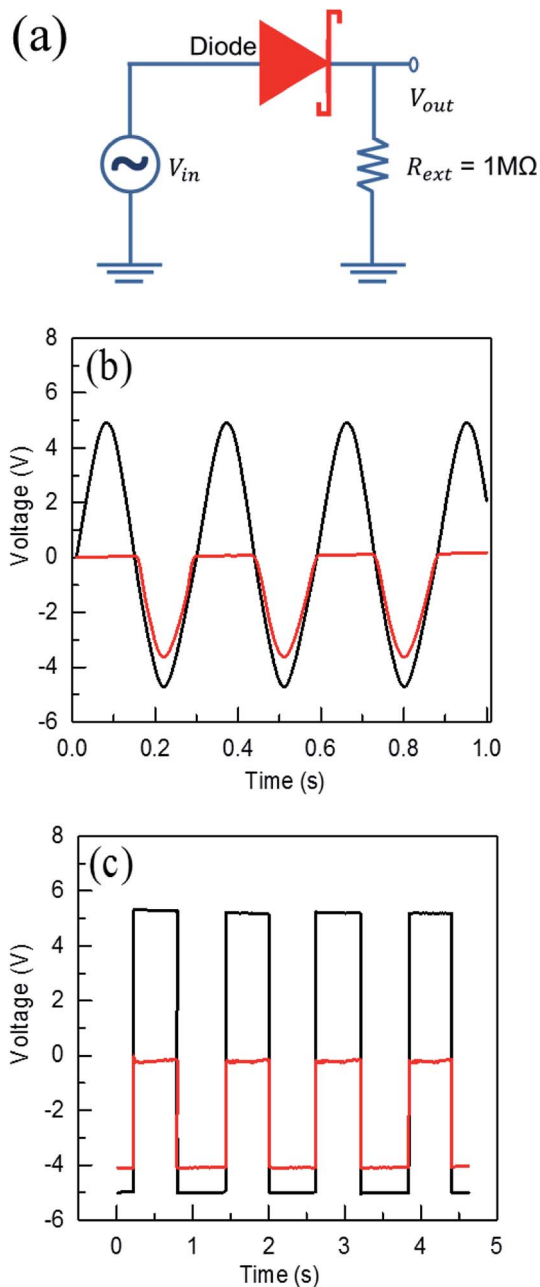 (a)
Diode
V_out
V_in
R_ext = 1MΩ
(b)
8
6
4
2
0
-2
-4
-6
Voltage (V)
0.0 0.2 0.4 0.6 0.8 1.0
Time (s)
(c)
8
6
4
2
0
-2
-4
-6
Voltage (V)
0 1 2 3 4 5
Time (s)